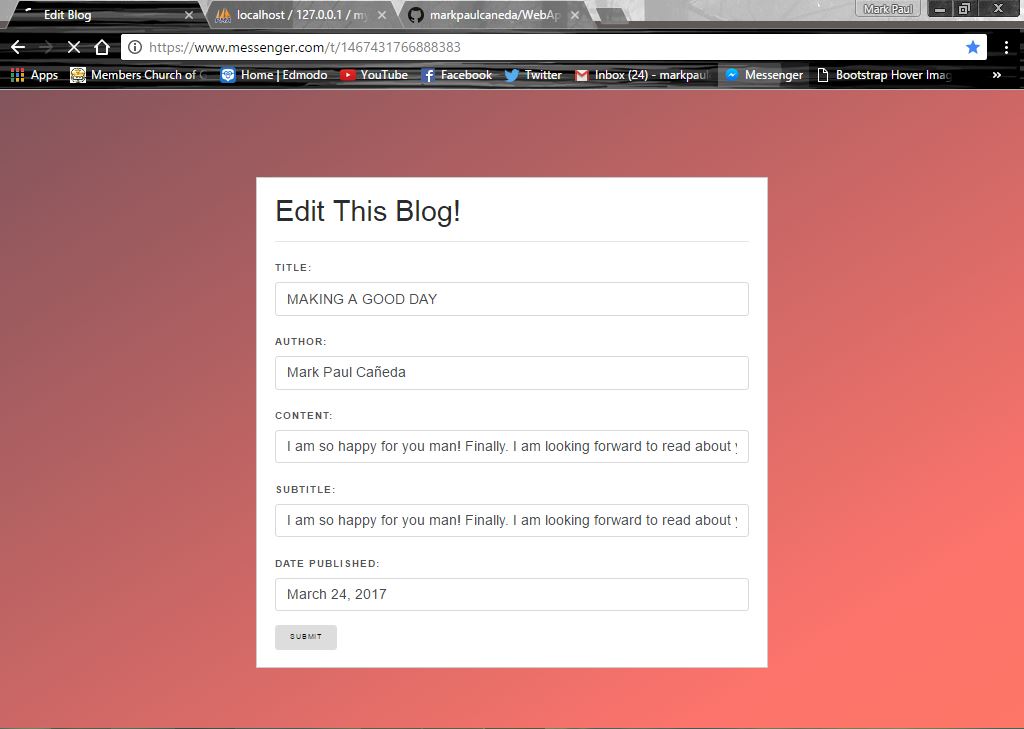 Edit Blog
localhost / 127.0.0.1 / my
markpaulcaneda/WebAp
Mark Paul
https://www.messenger.com/t/1467431766888383
Apps
Members Church of G
Home | Edmodo
YouTube
Facebook
Twitter
Inbox (24) - markpaul
Messenger
Bootstrap Hover Imag
»
Edit This Blog!
TITLE:
MAKING A GOOD DAY
AUTHOR:
Mark Paul Cañeda
CONTENT:
I am so happy for you man! Finally. I am looking forward to read about y
SUBTITLE:
I am so happy for you man! Finally. I am looking forward to read about y
DATE PUBLISHED:
March 24, 2017
SUBMIT